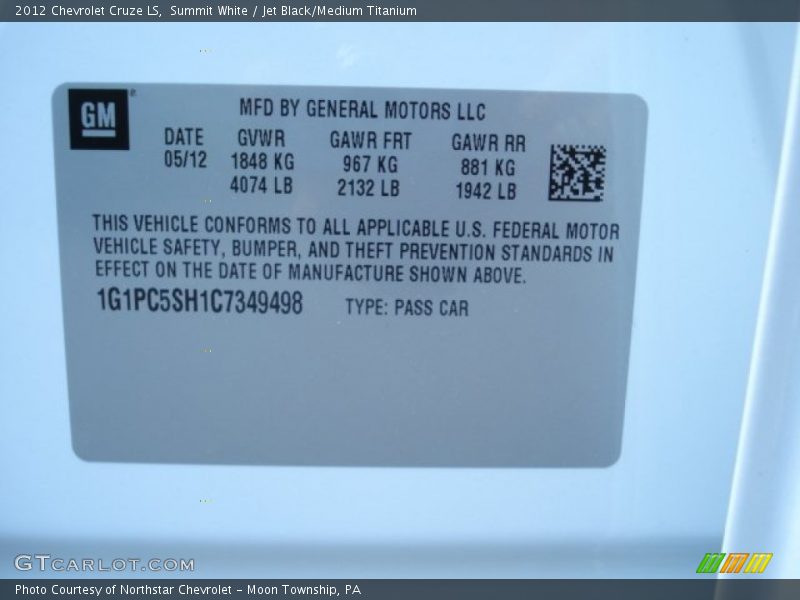 2012 Chevrolet Cruze LS, Summit White / Jet Black/Medium Titanium
GM
MFD BY GENERAL MOTORS LLC
DATE GVWR GAWR FRT GAWR RR
05/12 1848 KG 967 KG 881 KG
4074 LB 2132 LB 1942 LB
THIS VEHICLE CONFORMS TO ALL APPLICABLE U.S. FEDERAL MOTOR
VEHICLE SAFETY, BUMPER, AND THEFT PREVENTION STANDARDS IN
EFFECT ON THE DATE OF MANUFACTURE SHOWN ABOVE.
1G1PC5SH1C7349498 TYPE: PASS CAR
GTCARLOT.COM
Photo Courtesy of Northstar Chevrolet - Moon Township, PA